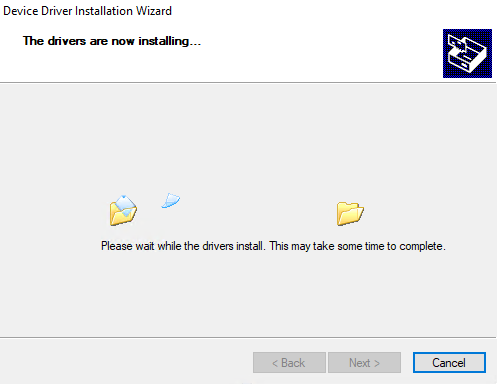 Device Driver Installation Wizard
The drivers are now installing...
Please wait while the drivers install. This may take some time to complete.
< Back Next > Cancel